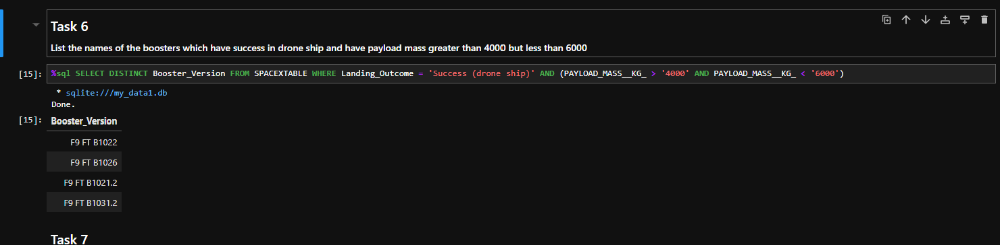 Task 6
List the names of the boosters which have success in drone ship and have payload mass greater than 4000 but less than 6000
[15]: %sql SELECT DISTINCT Booster_Version FROM SPACEXTABLE WHERE Landing_Outcome = 'Success (drone ship)' AND (PAYLOAD_MASS__KG_ > '4000' AND PAYLOAD_MASS__KG_ < '6000')
* sqlite:///my_data1.db
Done.
[15]: Booster_Version
F9 FT B1022
F9 FT B1026
F9 FT B1021.2
F9 FT B1031.2
Task 7